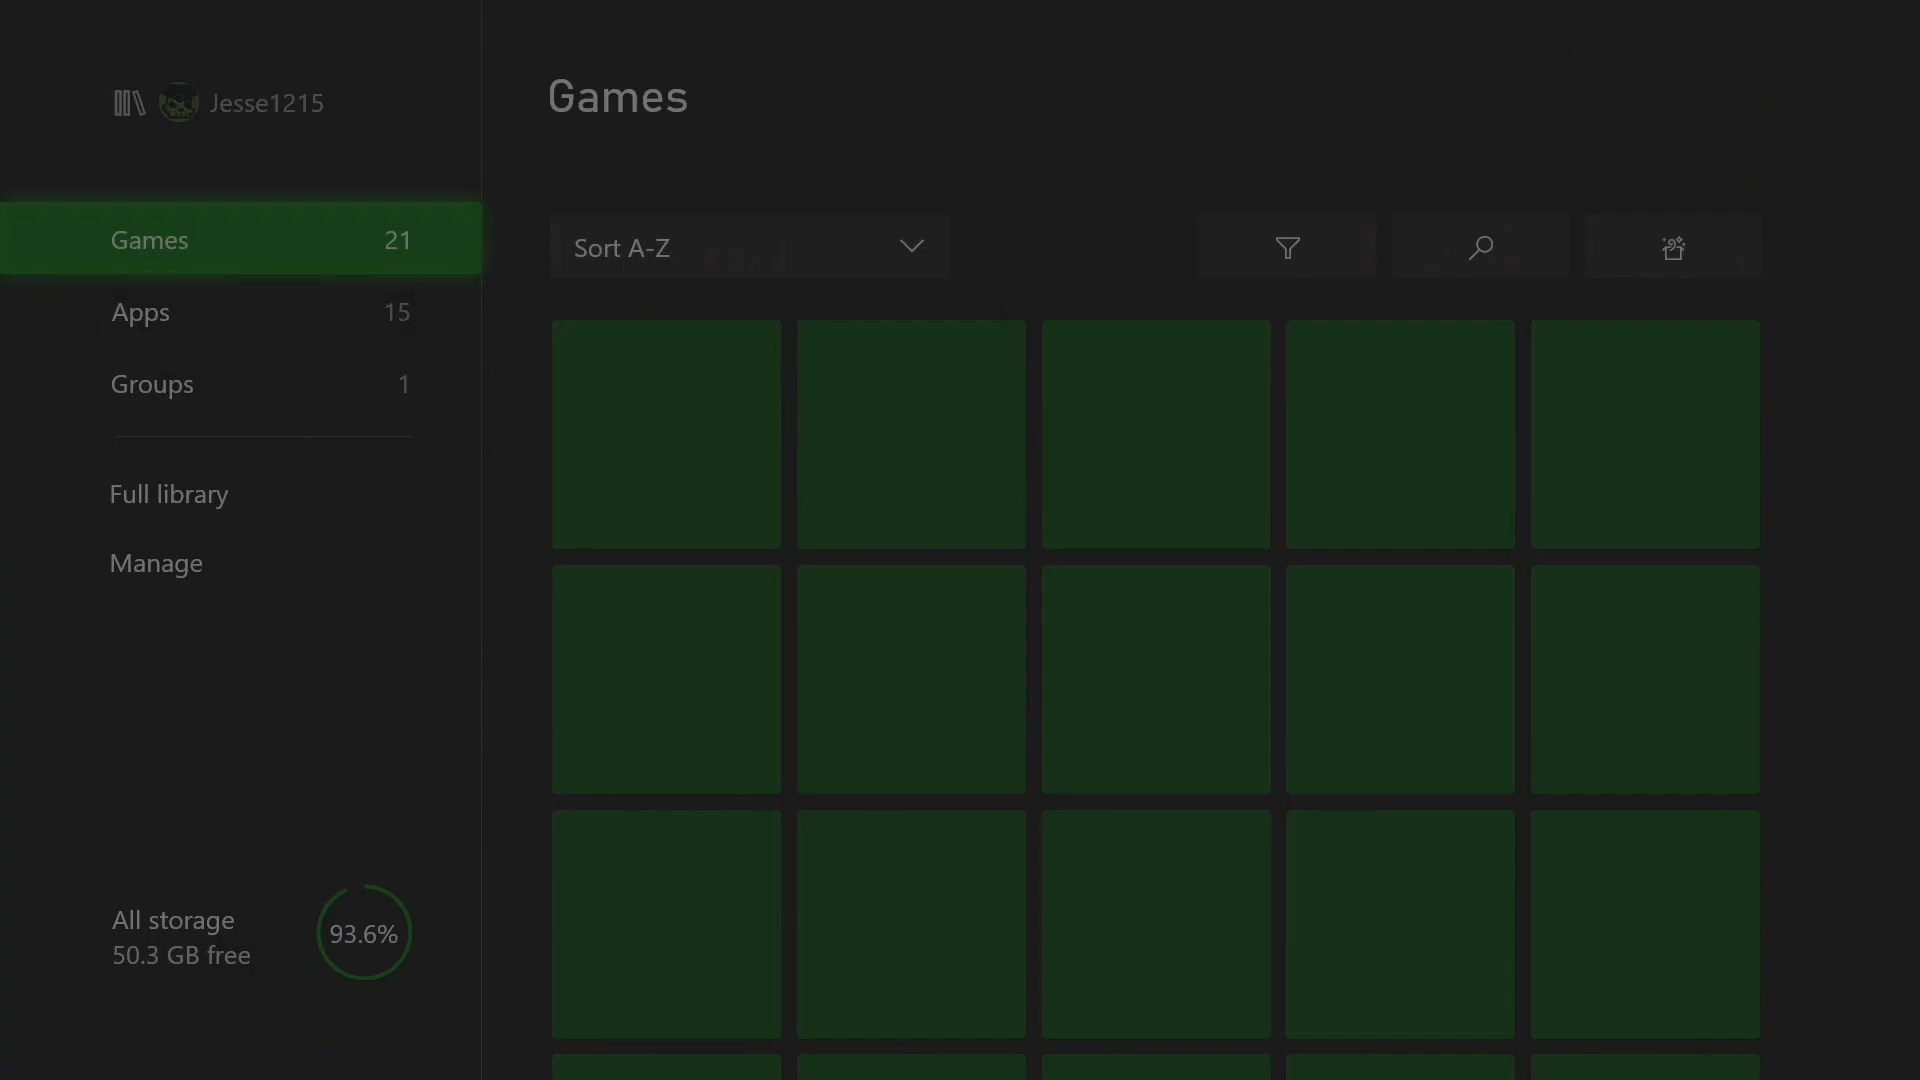 Jesse1215
Games
Games 21
Apps 15
Groups 1
Full library
Manage
All storage
50.3 GB free
93.6%
Sort A-Z